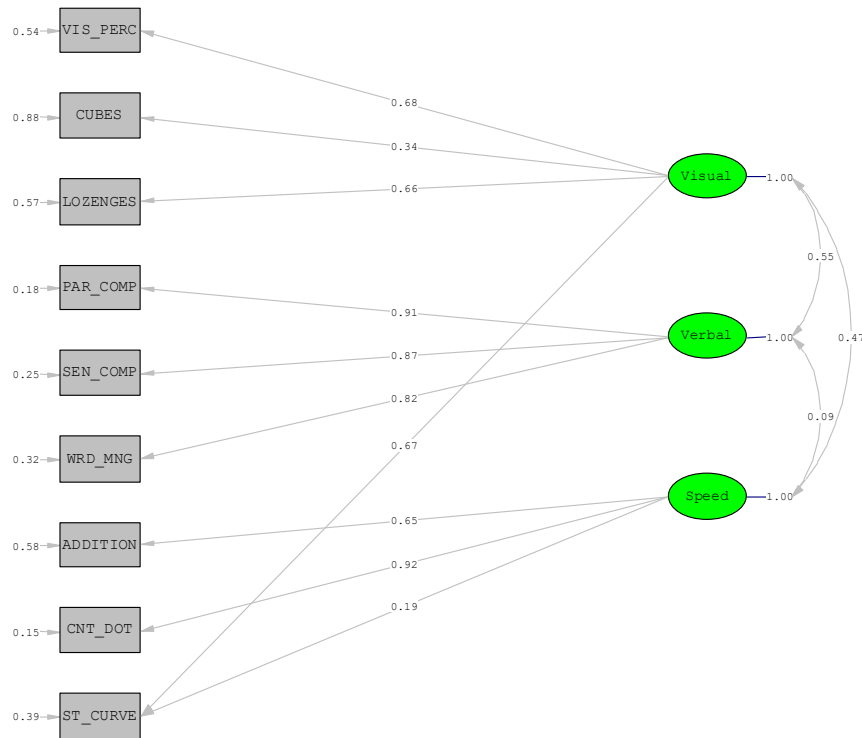 0.54 VIS_PERC
0.68
0.88 CUBES
0.34
Visual 1.00
0.66
0.57 LOZENGES
0.55
0.18 PAR_COMP
0.91
Verbal 1.00 0.47
0.87
0.25 SEN_COMP
0.82
0.09
0.67
0.32 WRD_MNG
Speed 1.00
0.65
0.58 ADDITION
0.92
0.19
0.15 CNT_DOT
0.39 ST_CURVE